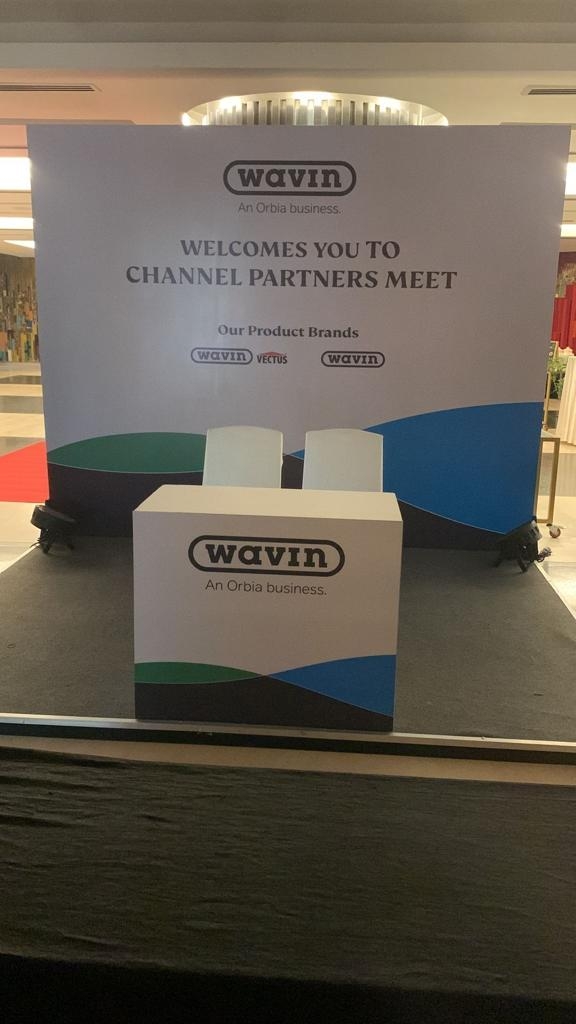 wavin
An Orbia business.
WELCOMES YOU TO
CHANNEL PARTNERS MEET
Our Product Brands
wavin VECTUS wavin
wavin
An Orbia business.